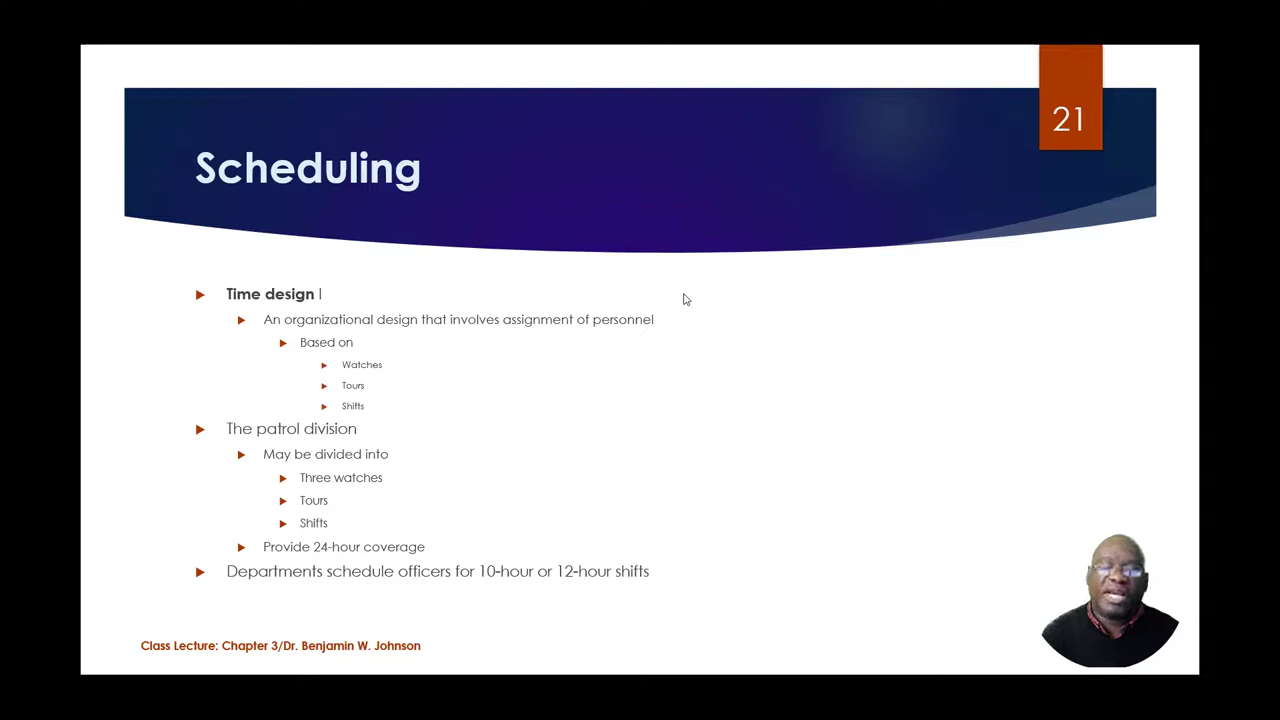 21
Scheduling
Time design l
An organizational design that involves assignment of personnel
Based on
Watches
Tours
Shifts
The patrol division
May be divided into
Three watches
Tours
Shifts
Provide 24-hour coverage
Departments schedule officers for 10-hour or 12-hour shifts
Class Lecture: Chapter 3/Dr. Benjamin W. Johnson